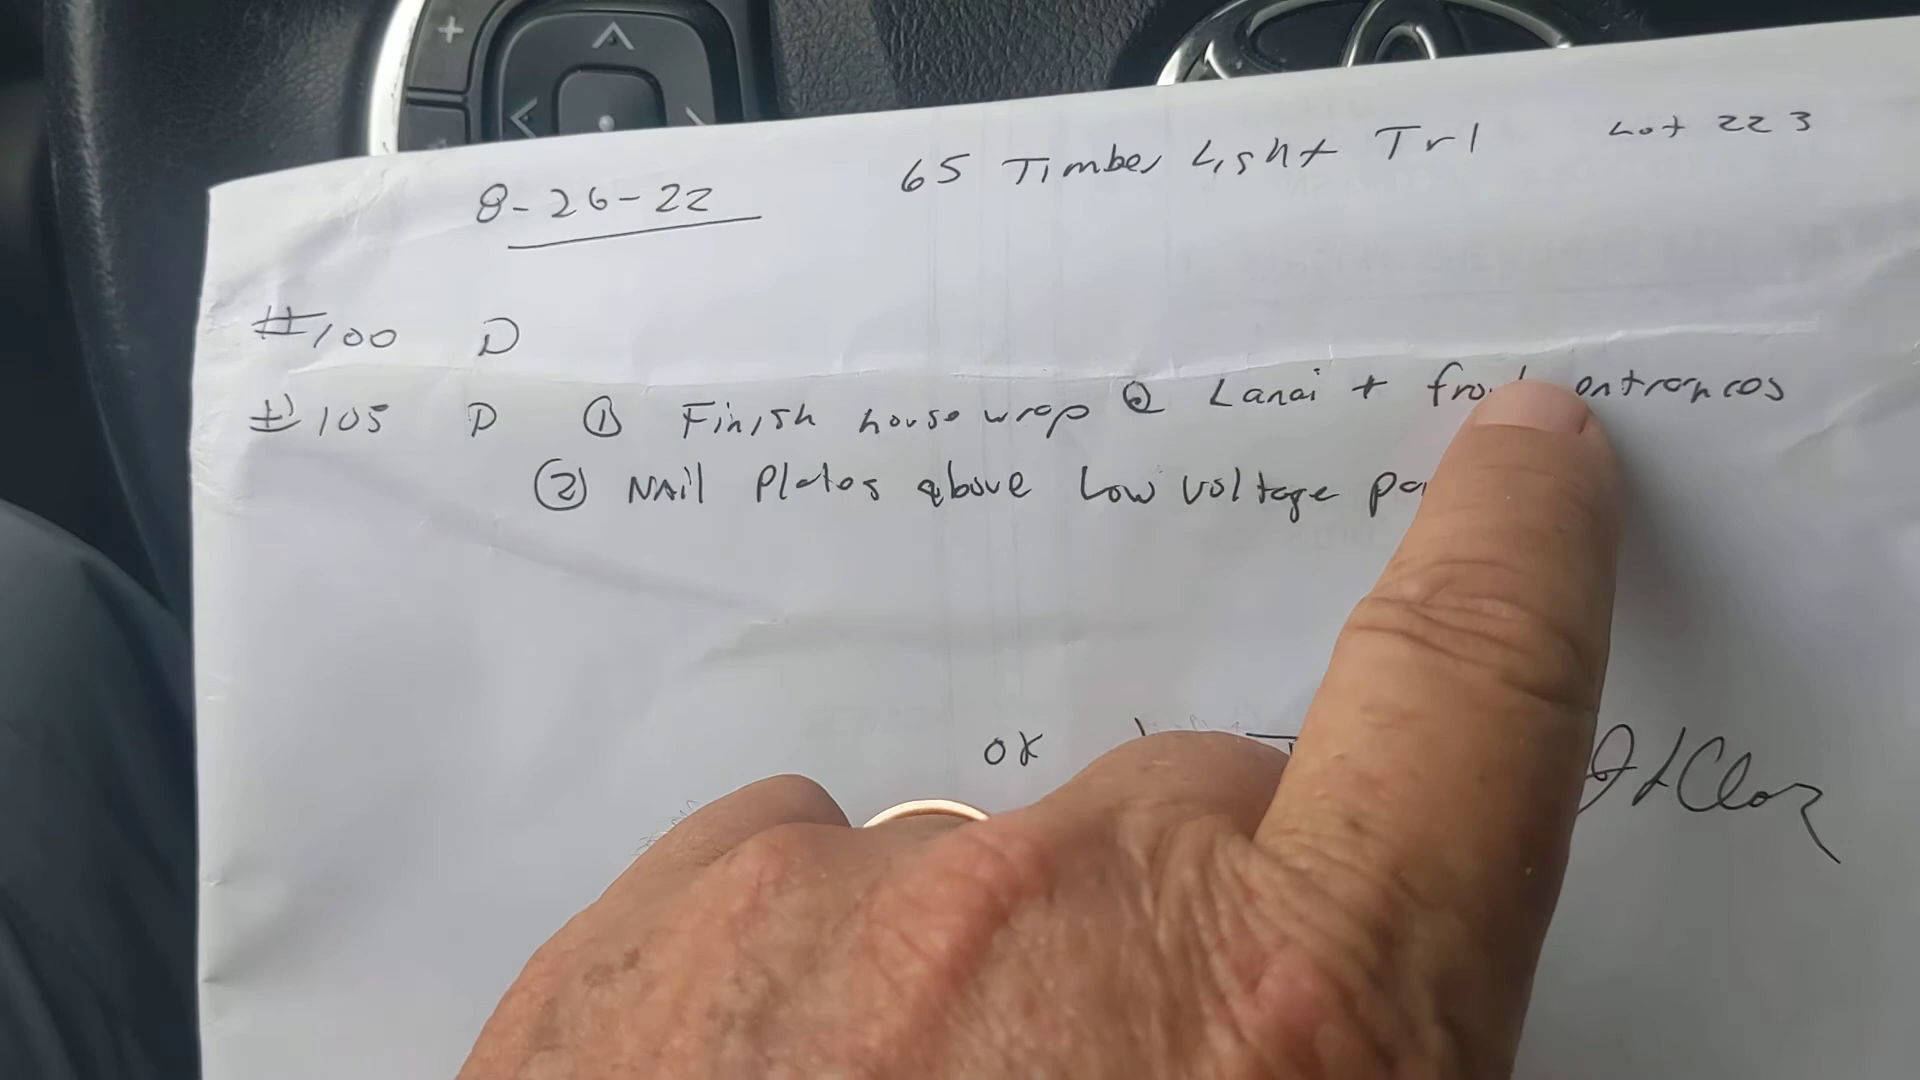 8-26-22 65 Timber Light Trl Lot 223
#100 D
#105 D ① Finish house wrap @ Lanai + front entrances
② Nail Plates above Low voltage
OK